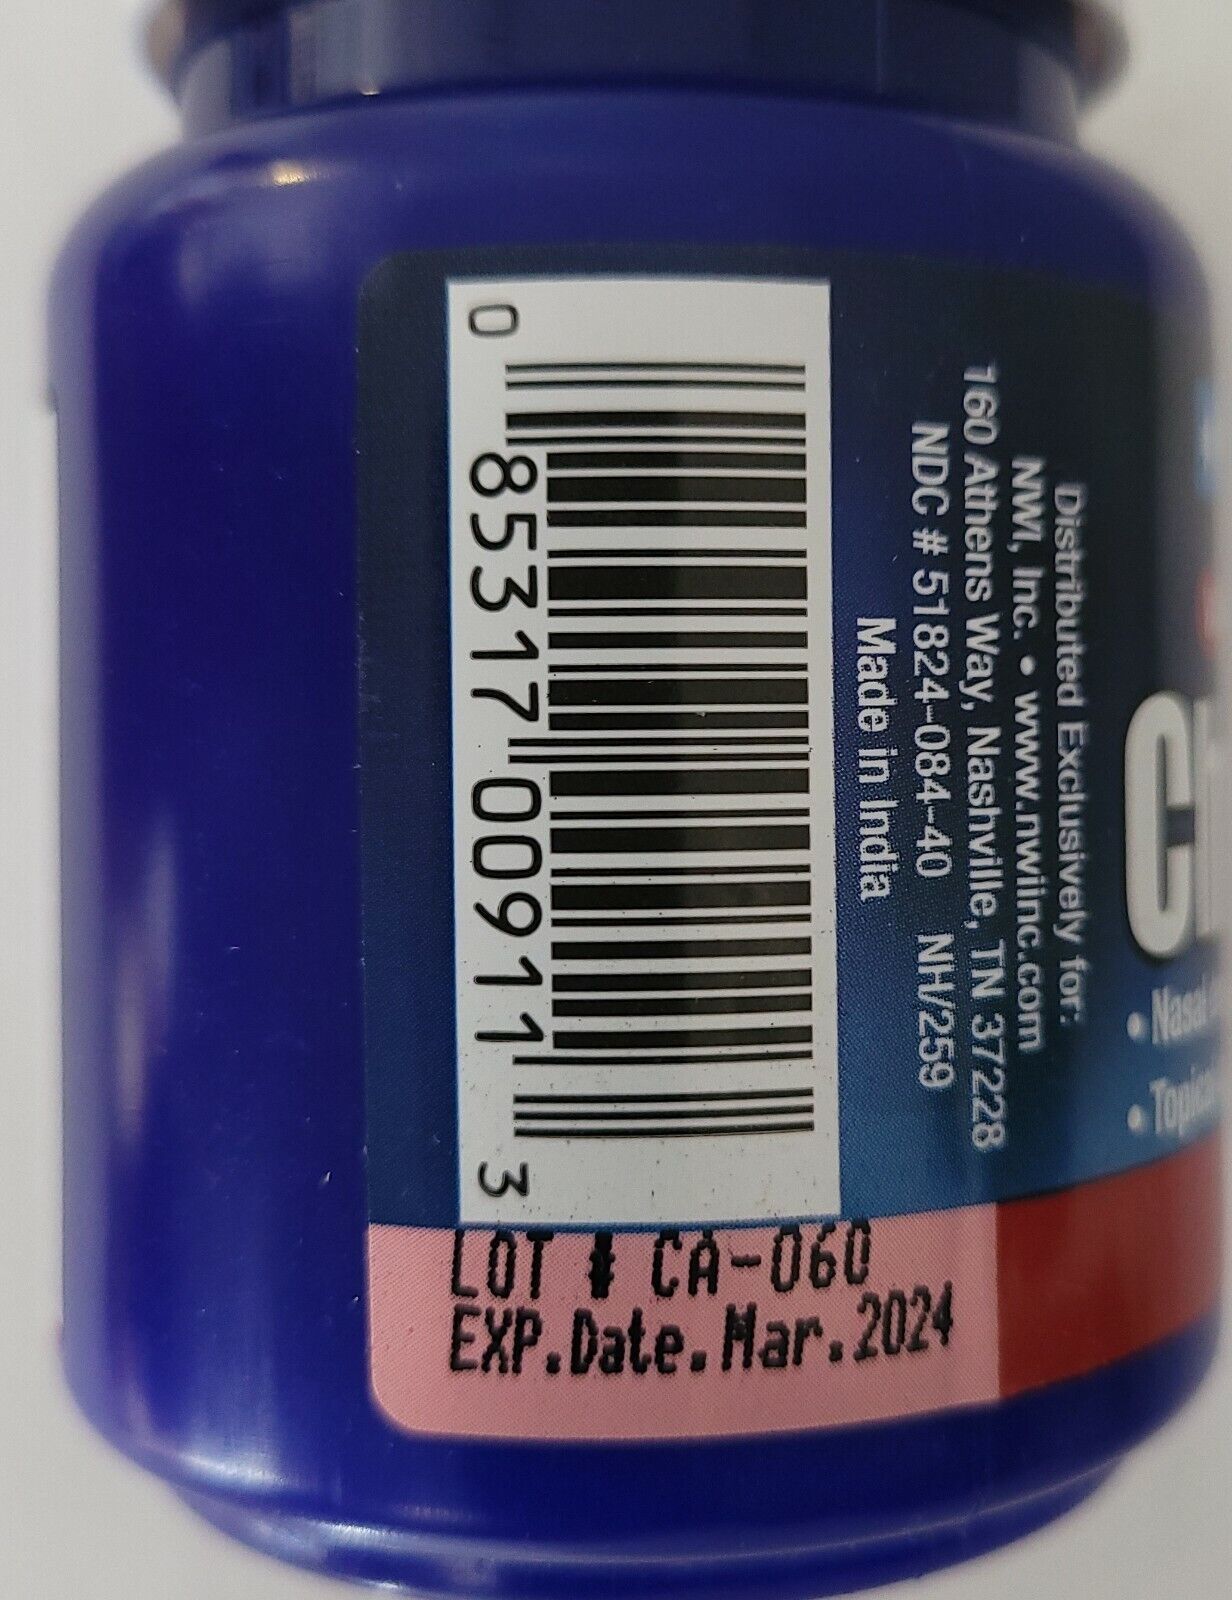 0 85317 00911 3
Distributed Exclusively for:
NWI, Inc. • www.nwiinc.com
160 Athens Way, Nashville, TN 37228
NDC # 51824-084-40 NH/259
Made in India
LOT # CA-060
EXP.Date.Mar.2024